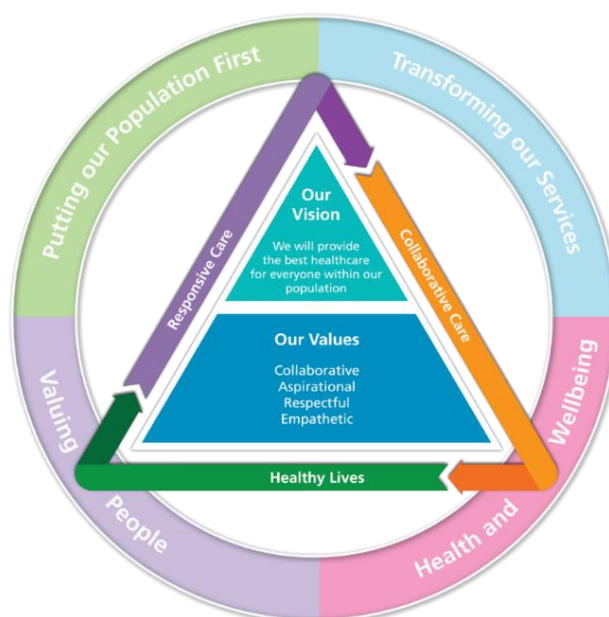 Putting our Population First
Transforming our Services
Responsive Care
Collaborative Care
Our
Vision
We will provide
the best healthcare
for everyone within our
population
Our Values
Collaborative
Aspirational
Respectful
Empathetic
Healthy Lives
Valuing
People
Health and
Wellbeing